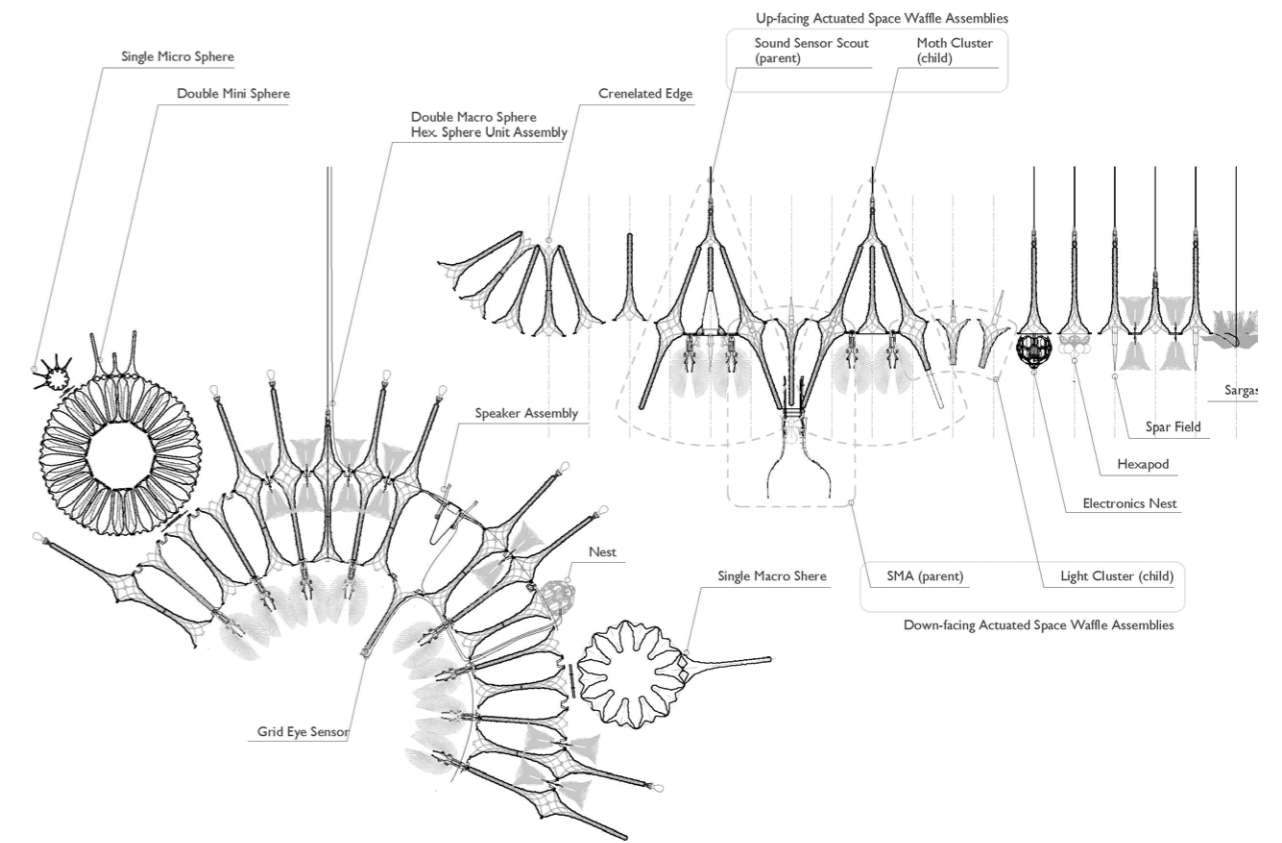 Up-facing Actuated Space Waffle Assemblies
Sound Sensor Scout
(parent)
Moth Cluster
(child)
Single Micro Sphere
Double Mini Sphere
Crenelated Edge
Double Macro Sphere
Hex. Sphere Unit Assembly
Sargas
Speaker Assembly
Spar Field
Hexapod
Electronics Nest
Nest
Single Macro Shere
SMA (parent)
Light Cluster (child)
Down-facing Actuated Space Waffle Assemblies
Grid Eye Sensor